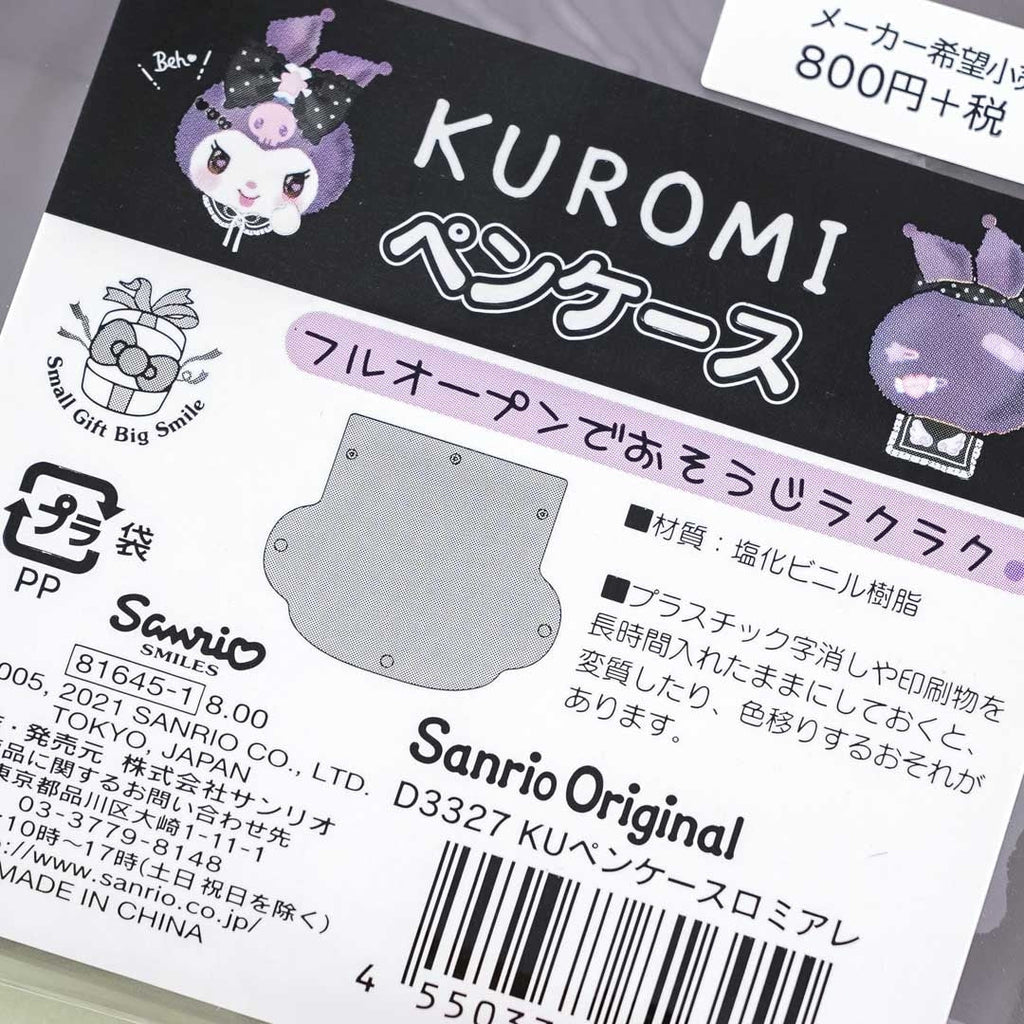 Beh
メーカー希望小売
800円+税
KUROMI
ペンケース
フルオープンでおそうじラクラク
Small Gift Big Smile
プラ
袋
PP
■材質:塩化ビニル樹脂
■プラスチック字消しや印刷物を
長時間入れたままにしておくと、
変質したり、色移りするおそれが
あります。
Sanrio
SMILES
81645-1 8.00
005, 2021 SANRIO CO., LTD.
TOKYO, JAPAN
・発売元 株式会社サンリオ
品に関するお問い合わせ先
東京都品川区大崎1-11-1
03-3779-8148
10時~17時(土日祝日を除く)
://www.sanrio.co.jp/
MADE IN CHINA
Sanrio Original
D3327 KUペンケースロミアレ
4 5503